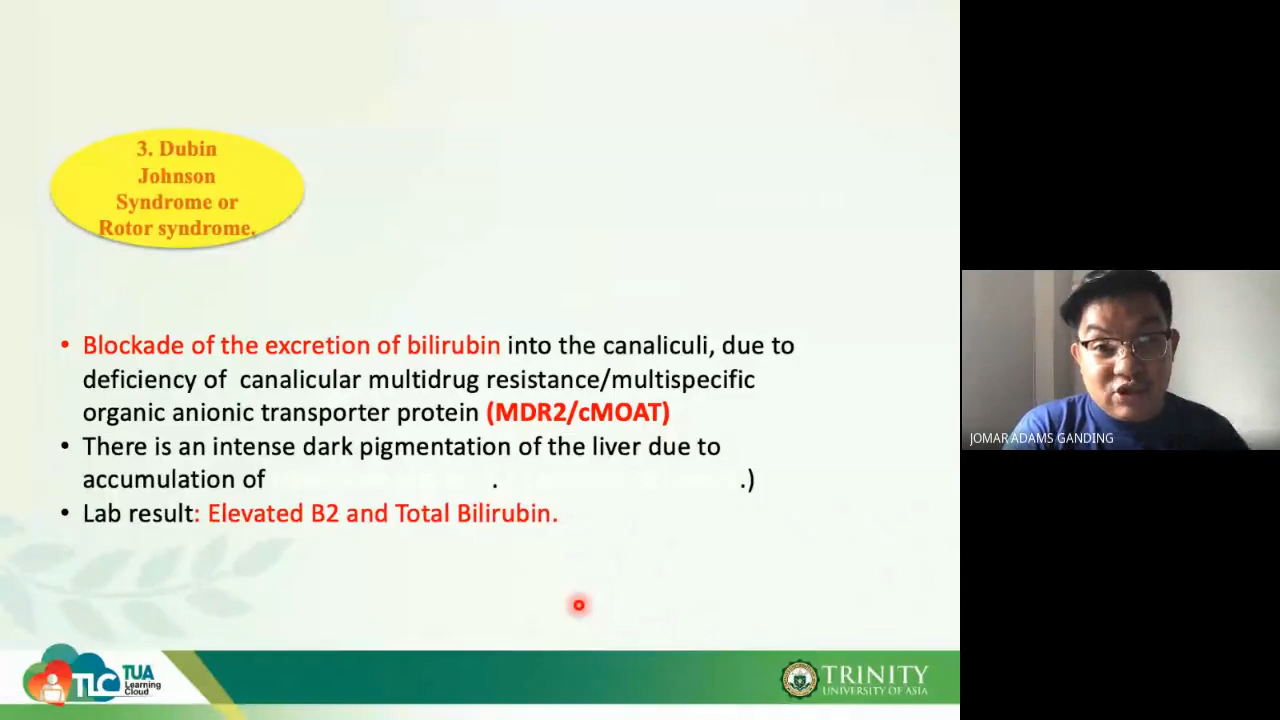 3. Dubin
Johnson
Syndrome or
Rotor syndrome.
• Blockade of the excretion of bilirubin into the canaliculi, due to
deficiency of canalicular multidrug resistance/multispecific
organic anionic transporter protein (MDR2/cMOAT)
• There is an intense dark pigmentation of the liver due to
accumulation of . .)
• Lab result: Elevated B2 and Total Bilirubin.
JOMAR ADAMS GANDING
TLC TUA
Learning
Cloud
TRINITY
UNIVERSITY OF ASIA